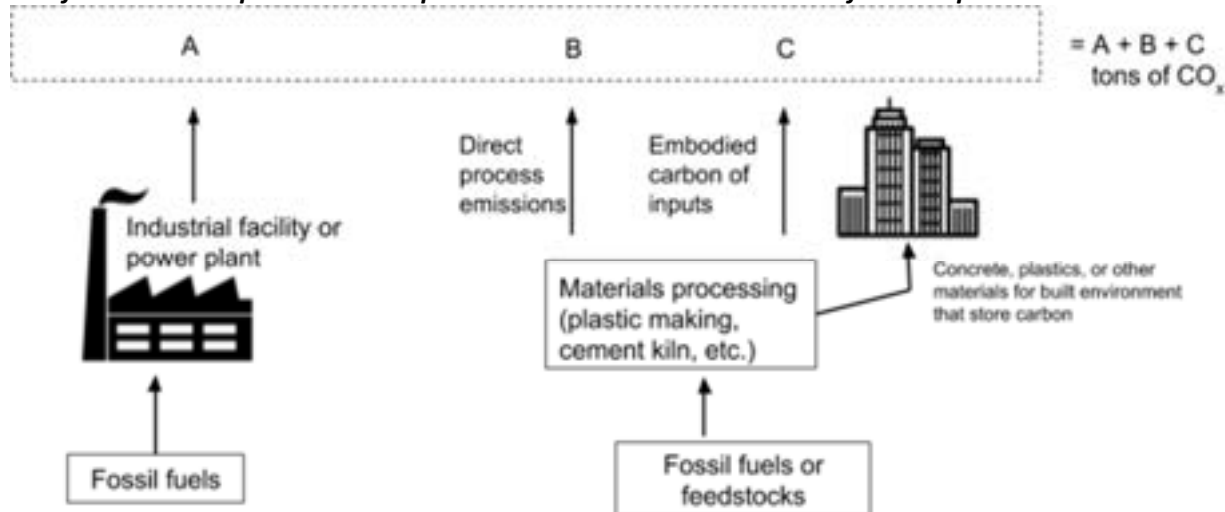 A
B
C
= A + B + C
tons of COₓ
Direct
process
emissions
Embodied
carbon of
inputs
Industrial facility or
power plant
Materials processing
(plastic making,
cement kiln, etc.)
Concrete, plastics, or other
materials for built environment
that store carbon
Fossil fuels
Fossil fuels or
feedstocks